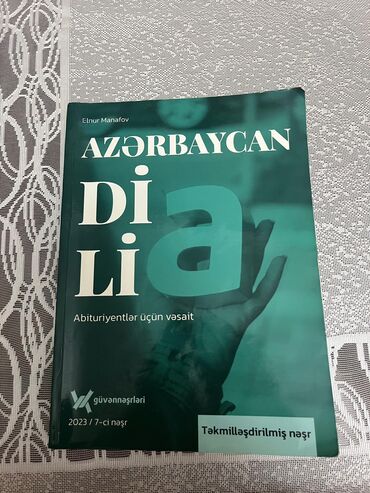 Elnur Manafov
AZƏRBAYCAN
Dİ
Lİ
a
Abituriyentlər üçün vəsait
güvənnəşrləri
2023 / 7-ci nəşr
Təkmilləşdirilmiş nəşr